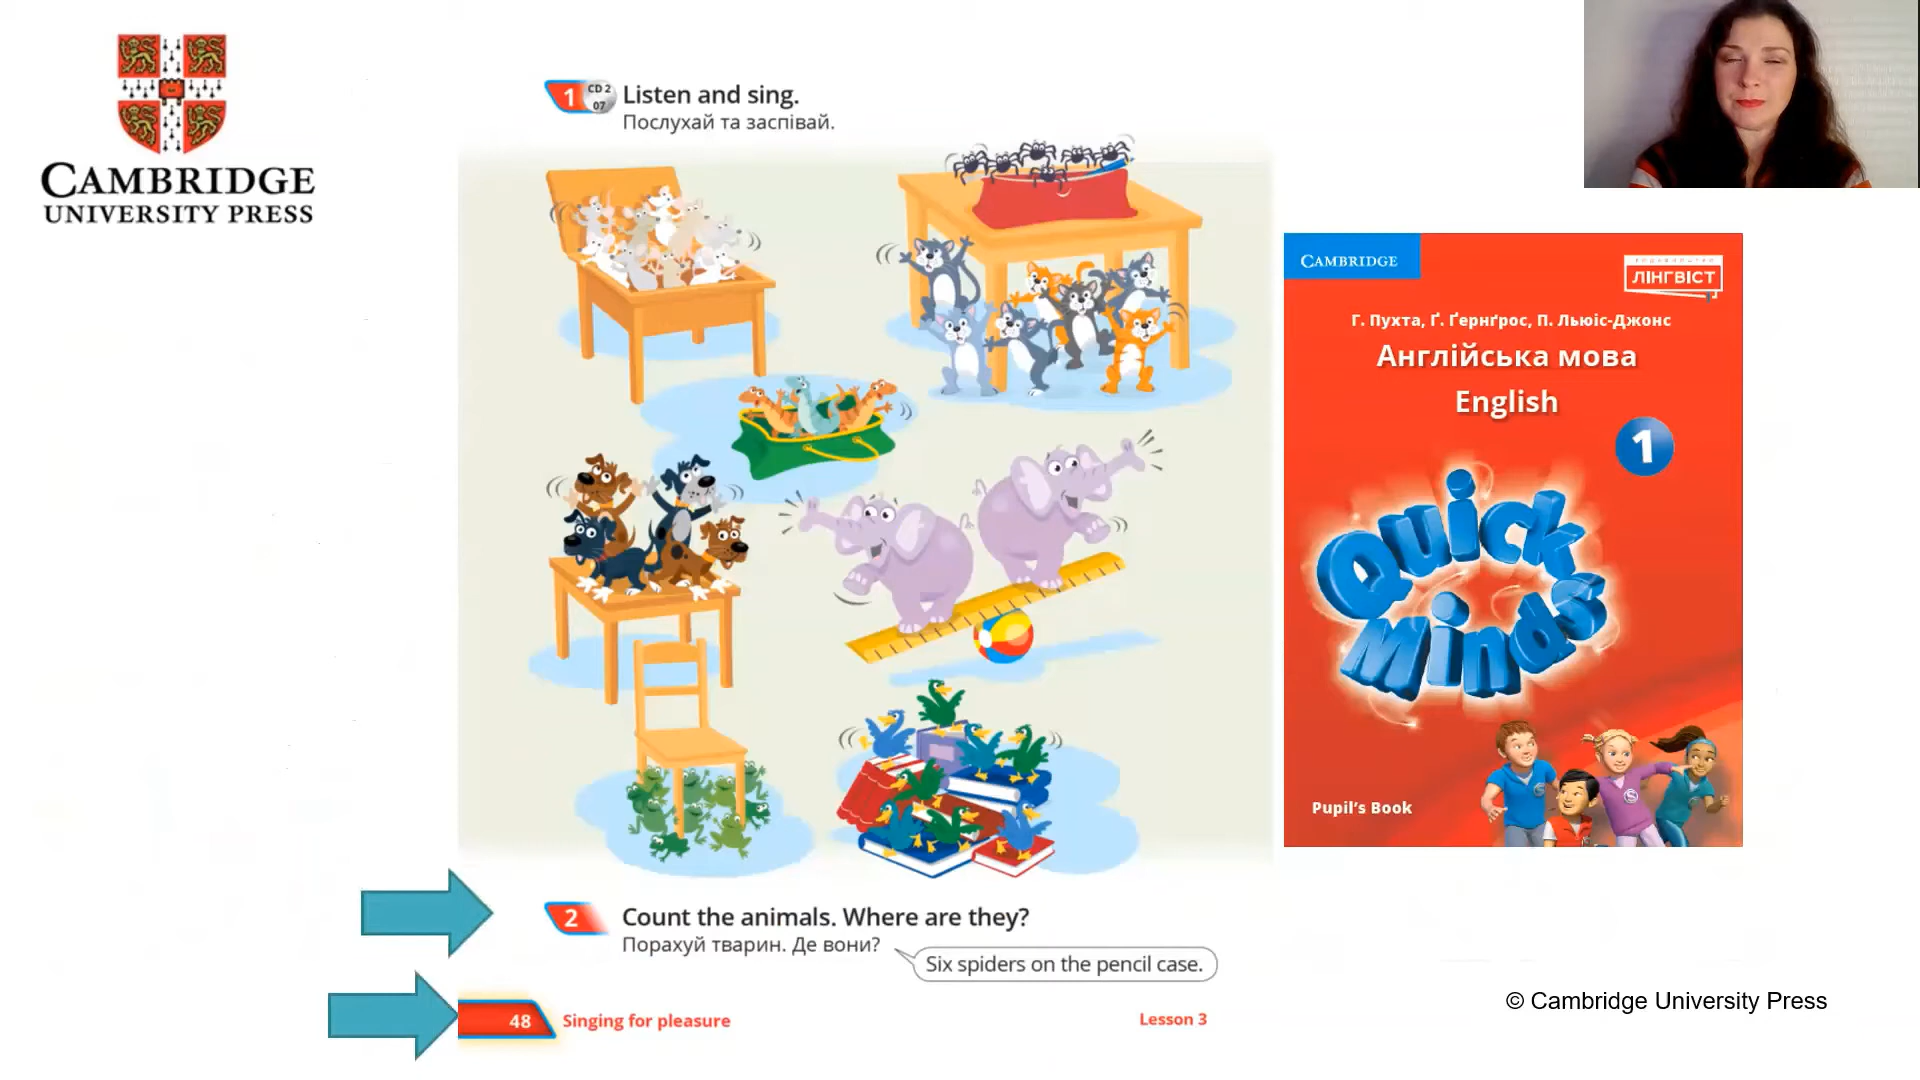 CAMBRIDGE
UNIVERSITY PRESS
1 CD 2 07 Listen and sing.
Послухай та заспівай.
2 Count the animals. Where are they?
Порахуй тварин. Де вони?
Six spiders on the pencil case.
48 Singing for pleasure
Lesson 3
CAMBRIDGE
ЛІНГВІСТ
Г. Пухта, Ґ. Ґернґрос, П. Льюіс-Джонс
Англійська мова
English
1
Quick
Minds
Pupil's Book
© Cambridge University Press